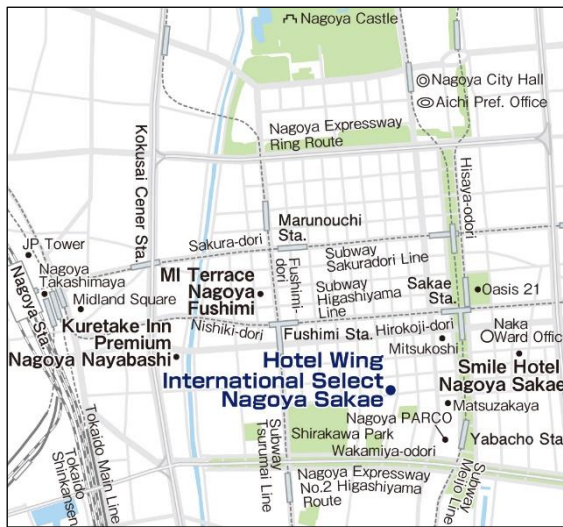 Nagoya Castle
Nagoya City Hall
Aichi Pref. Office
Nagoya Expressway
Ring Route
Kokusai Cener Sta.
Hisaya-odori
Marunouchi
Sta.
JP Tower
Sakura-dori
Fushimi-
dori
Subway
Sakuradori Line
Nagoya
Takashimaya
Nagoya Sta.
Midland Square
MI Terrace
Nagoya
Fushimi
Subway
Higashiyama
Line
Sakae
Sta.
Oasis 21
Kuretake Inn
Premium
Nagoya Nayabashi
Nishiki-dori
Fushimi Sta.
Hirokoji-dori
Mitsukoshi
Naka
Ward Office
Hotel Wing
International Select
Nagoya Sakae
Smile Hotel
Nagoya Sakae
Matsuzakaya
Nagoya PARCO
Shirakawa Park
Wakamiya-odori
Yabacho Sta
Tokaido Main Line
Tokaido
Shinkansen
Subway
Tsurumai Line
Nagoya Expressway
No.2 Higashiyama
Route
Subway
Meijo Line